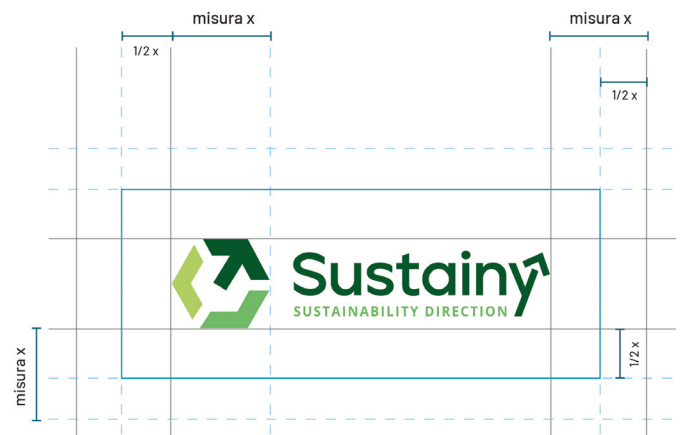 misura x
misura x
1/2 x
1/2 x
Sustainy
SUSTAINABILITY DIRECTION
misura x
1/2 x